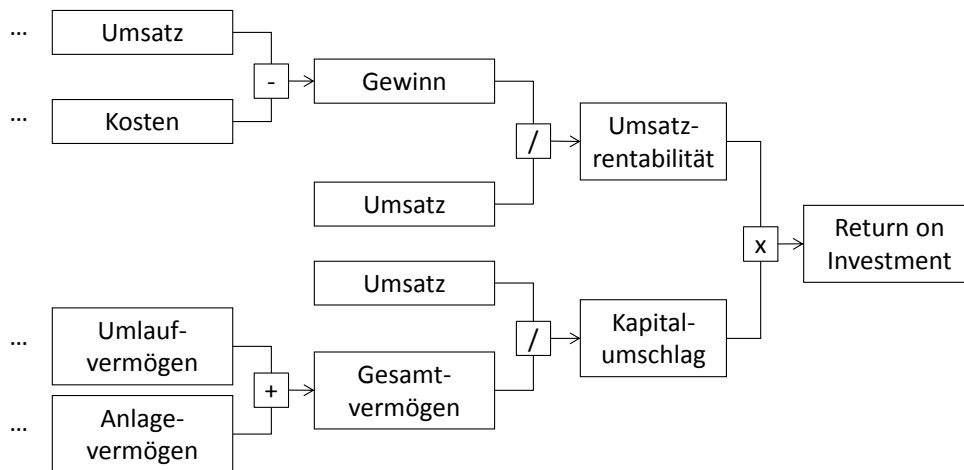 ... Umsatz
-
Gewinn
... Kosten
/
Umsatz-
rentabilität
Umsatz
x
Return on
Investment
Umsatz
/
Kapital-
umschlag
... Umlauf-
vermögen
+
Gesamt-
vermögen
... Anlage-
vermögen